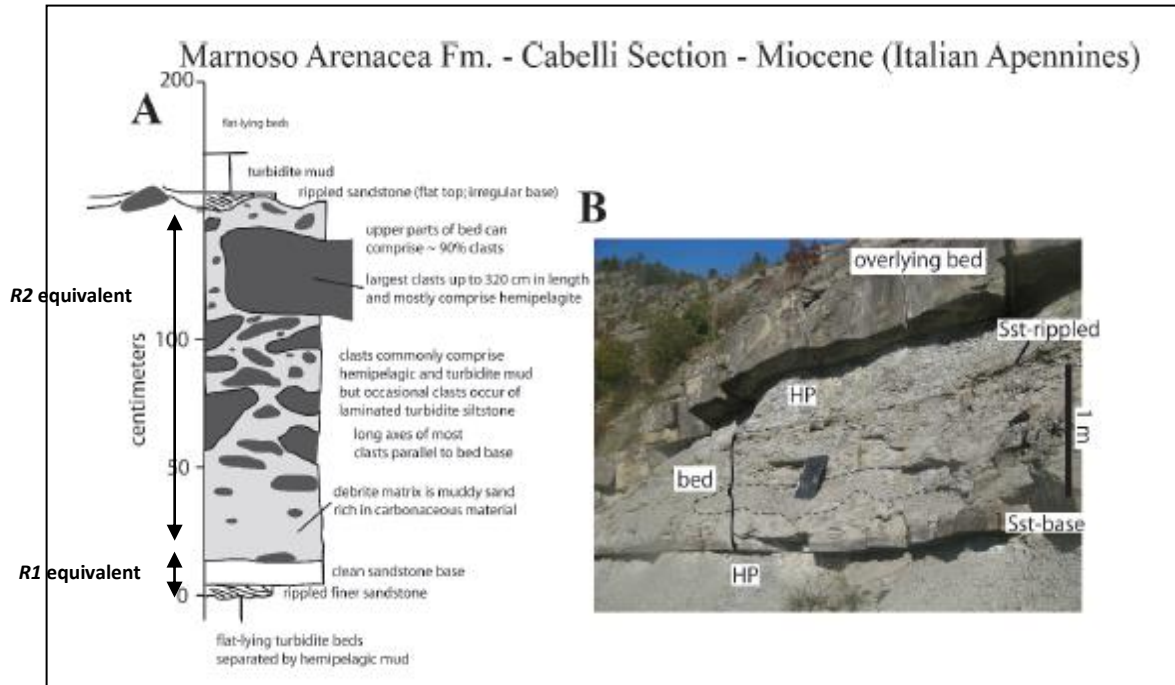 Marnoso Arenacea Fm. - Cabelli Section - Miocene (Italian Apennines)
200
A
flat-lying beds
turbidite mud
rippled sandstone (flat top; irregular base)
upper parts of bed can
comprise ~ 90% clasts
largest clasts up to 320 cm in length
and mostly comprise hemipelagite
R2 equivalent
100
centimeters
clasts commonly comprise
hemipelagic and turbidite mud
but occasional clasts occur of
laminated turbidite siltstone
long axes of most
clasts parallel to bed base
50
debrite matrix is muddy sand
rich in carbonaceous material
R1 equivalent
clean sandstone base
0
rippled finer sandstone
flat-lying turbidite beds
separated by hemipelagic mud
B
overlying bed
Sst-rippled
HP
1 m
bed
Sst-base
HP